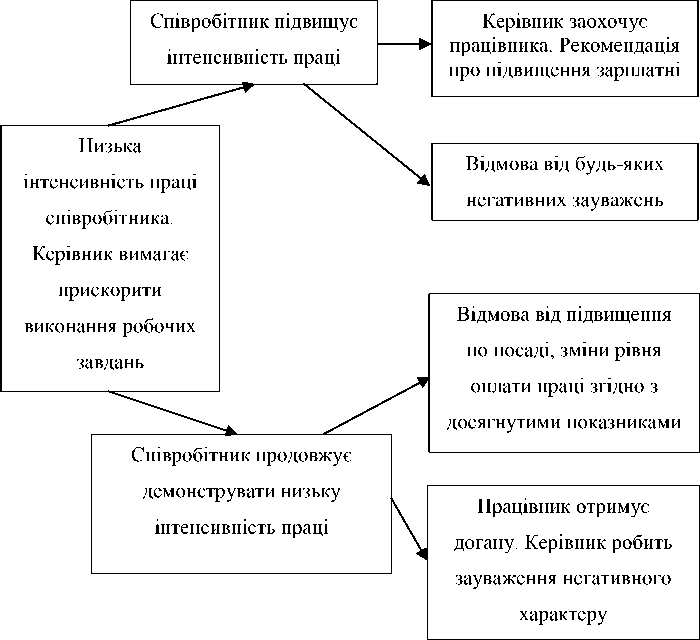 Співробітник підвищує
інтенсивність праці
Керівник заохочує
працівника. Рекомендація
про підвищення зарплатні
Низька
інтенсивність праці
співробітника.
Керівник вимагає
прискорити
виконання робочих
завдань
Відмова від будь-яких
негативних зауважень
Відмова від підвищення
по посаді, зміни рівня
оплати праці згідно з
досягнутими показниками
Співробітник продовжує
демонструвати низьку
інтенсивність праці
Працівник отримує
догану. Керівник робить
зауваження негативного
характеру